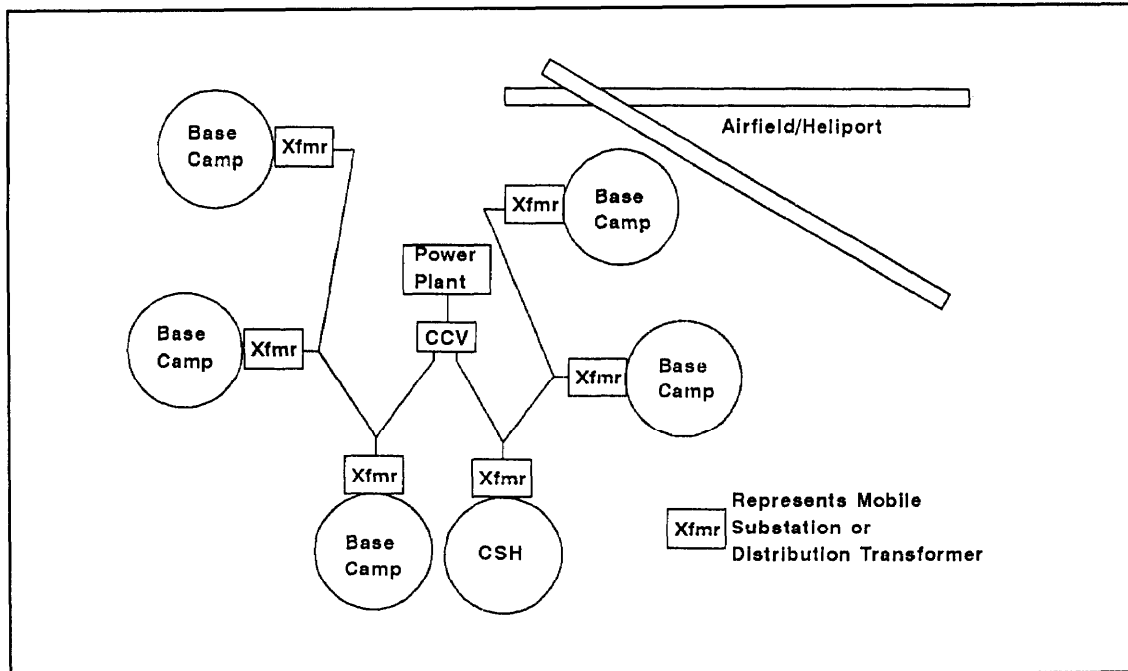 Airfield/Heliport
Base
Camp
Xfmr
Xfmr
Base
Camp
Power
Plant
CCV
Base
Camp
Xfmr
Xfmr
Base
Camp
Xfmr
Base
Camp
Xfmr
CSH
Xfmr
Represents Mobile
Substation or
Distribution Transformer